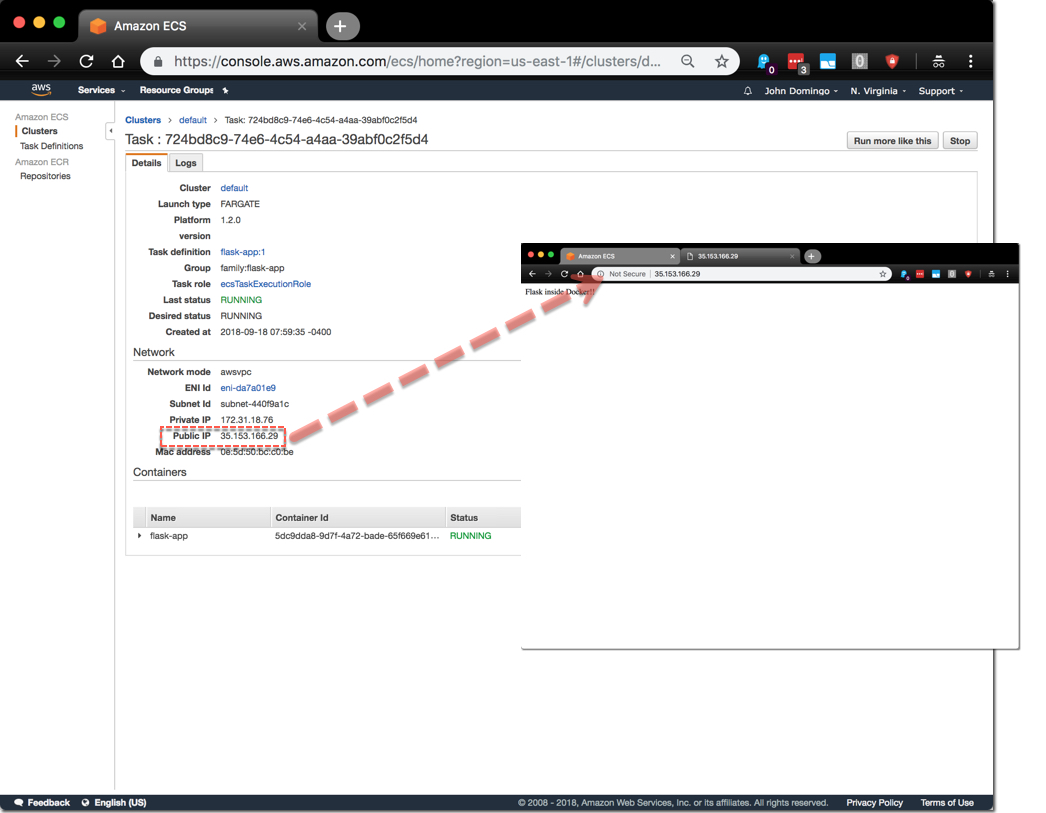 Amazon ECS
https://console.aws.amazon.com/ecs/home?region=us-east-1#/clusters/d...
0
3
0
aws
Services
Resource Groups
John Domingo
N. Virginia
Support
Amazon ECS
Clusters
Task Definitions
Amazon ECR
Repositories
Clusters > default > Task: 724bd8c9-74e6-4c54-a4aa-39abf0c2f5d4
Task : 724bd8c9-74e6-4c54-a4aa-39abf0c2f5d4
Run more like this
Stop
Details
Logs
Cluster default
Launch type FARGATE
Platform 1.2.0
version
Task definition flask-app:1
Group family:flask-app
Task role ecsTaskExecutionRole
Last status RUNNING
Desired status RUNNING
Created at 2018-09-18 07:59:35 -0400
Network
Network mode awsvpc
ENI Id eni-da7a01e9
Subnet Id subnet-440f9a1c
Private IP 172.31.18.76
Public IP 35.153.166.29
Mac address 0e:5d:50:bc:c0:be
Containers
Name Container Id Status
flask-app 5dc9dda8-9d7f-4a72-bade-65f669e61... RUNNING
Amazon ECS
35.153.166.29
Not Secure 35.153.166.29
Flask inside Docker!!
Feedback
English (US)
© 2008 - 2018, Amazon Web Services, Inc. or its affiliates. All rights reserved.
Privacy Policy
Terms of Use